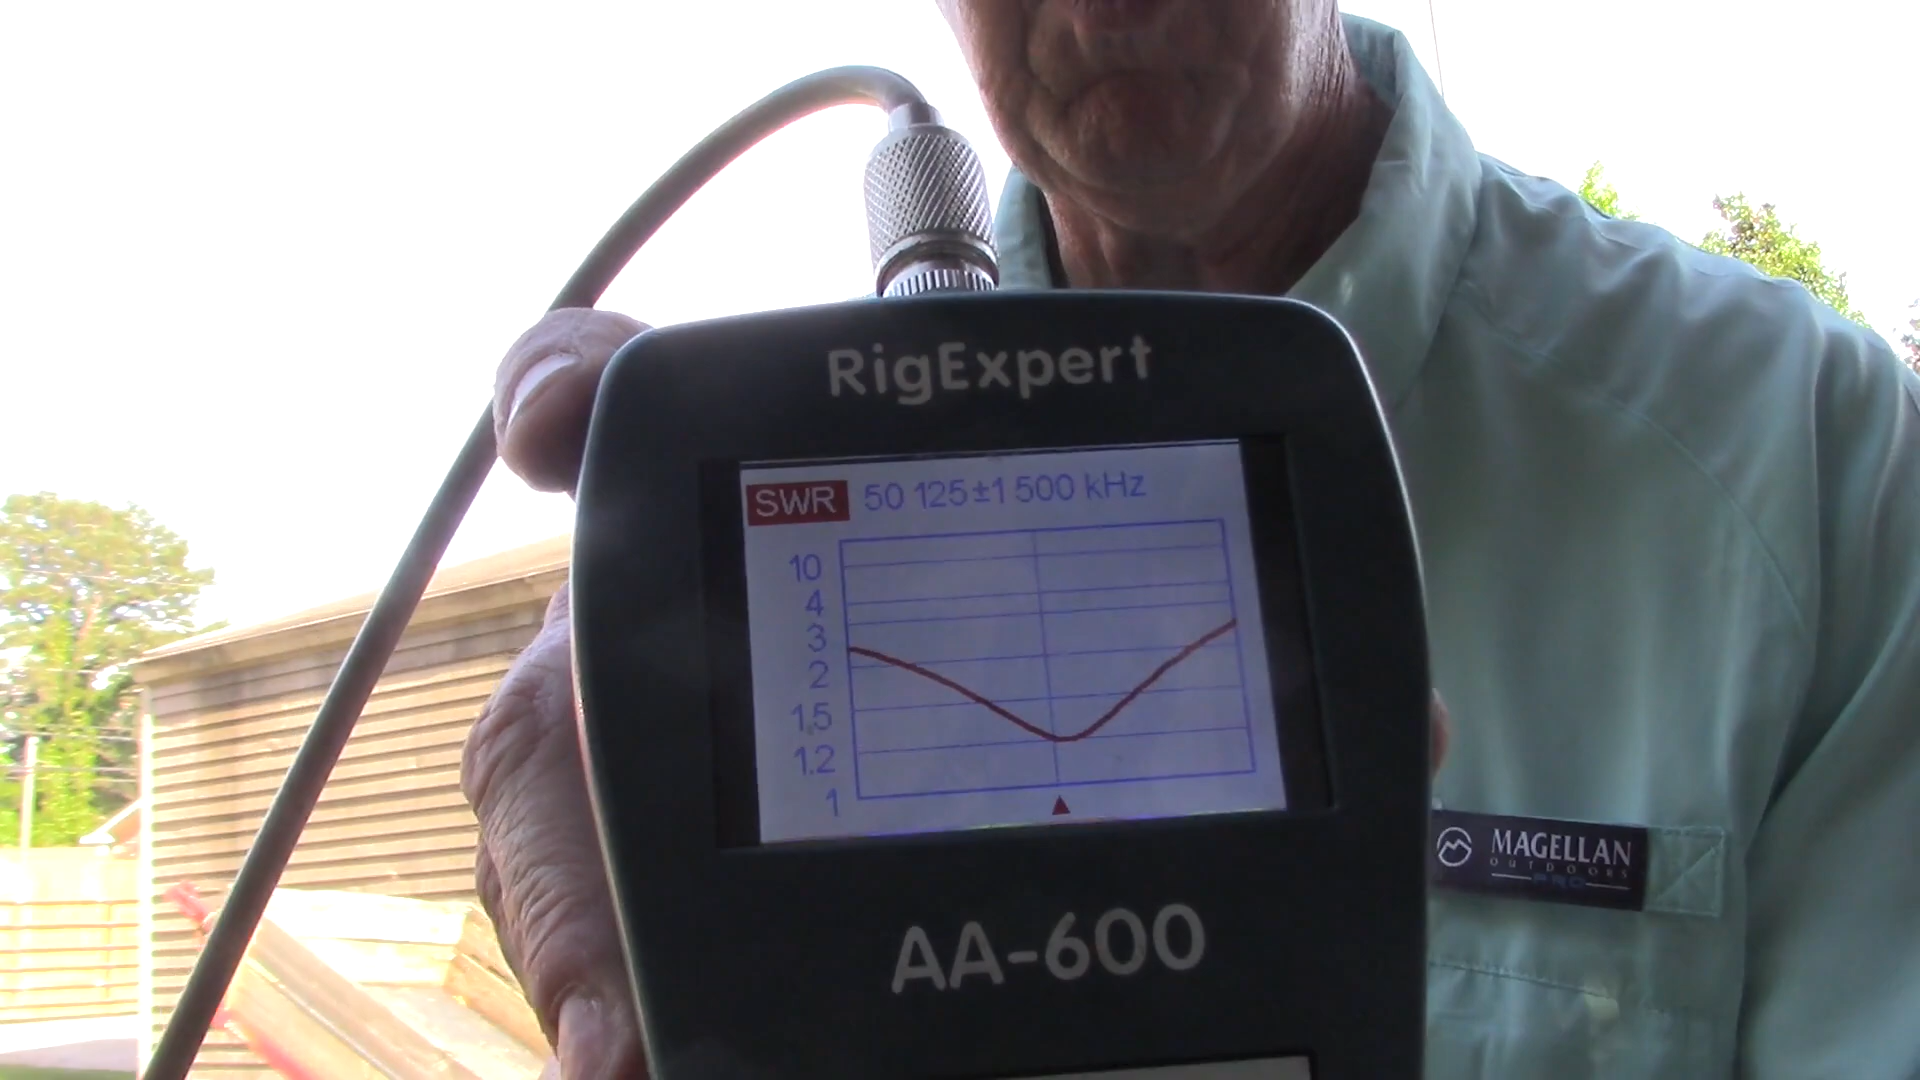 RigExpert
SWR 50 125±1 500 kHz
10
4
3
2
1.5
1.2
1
AA-600
MAGELLAN
OUTDOORS
PRO